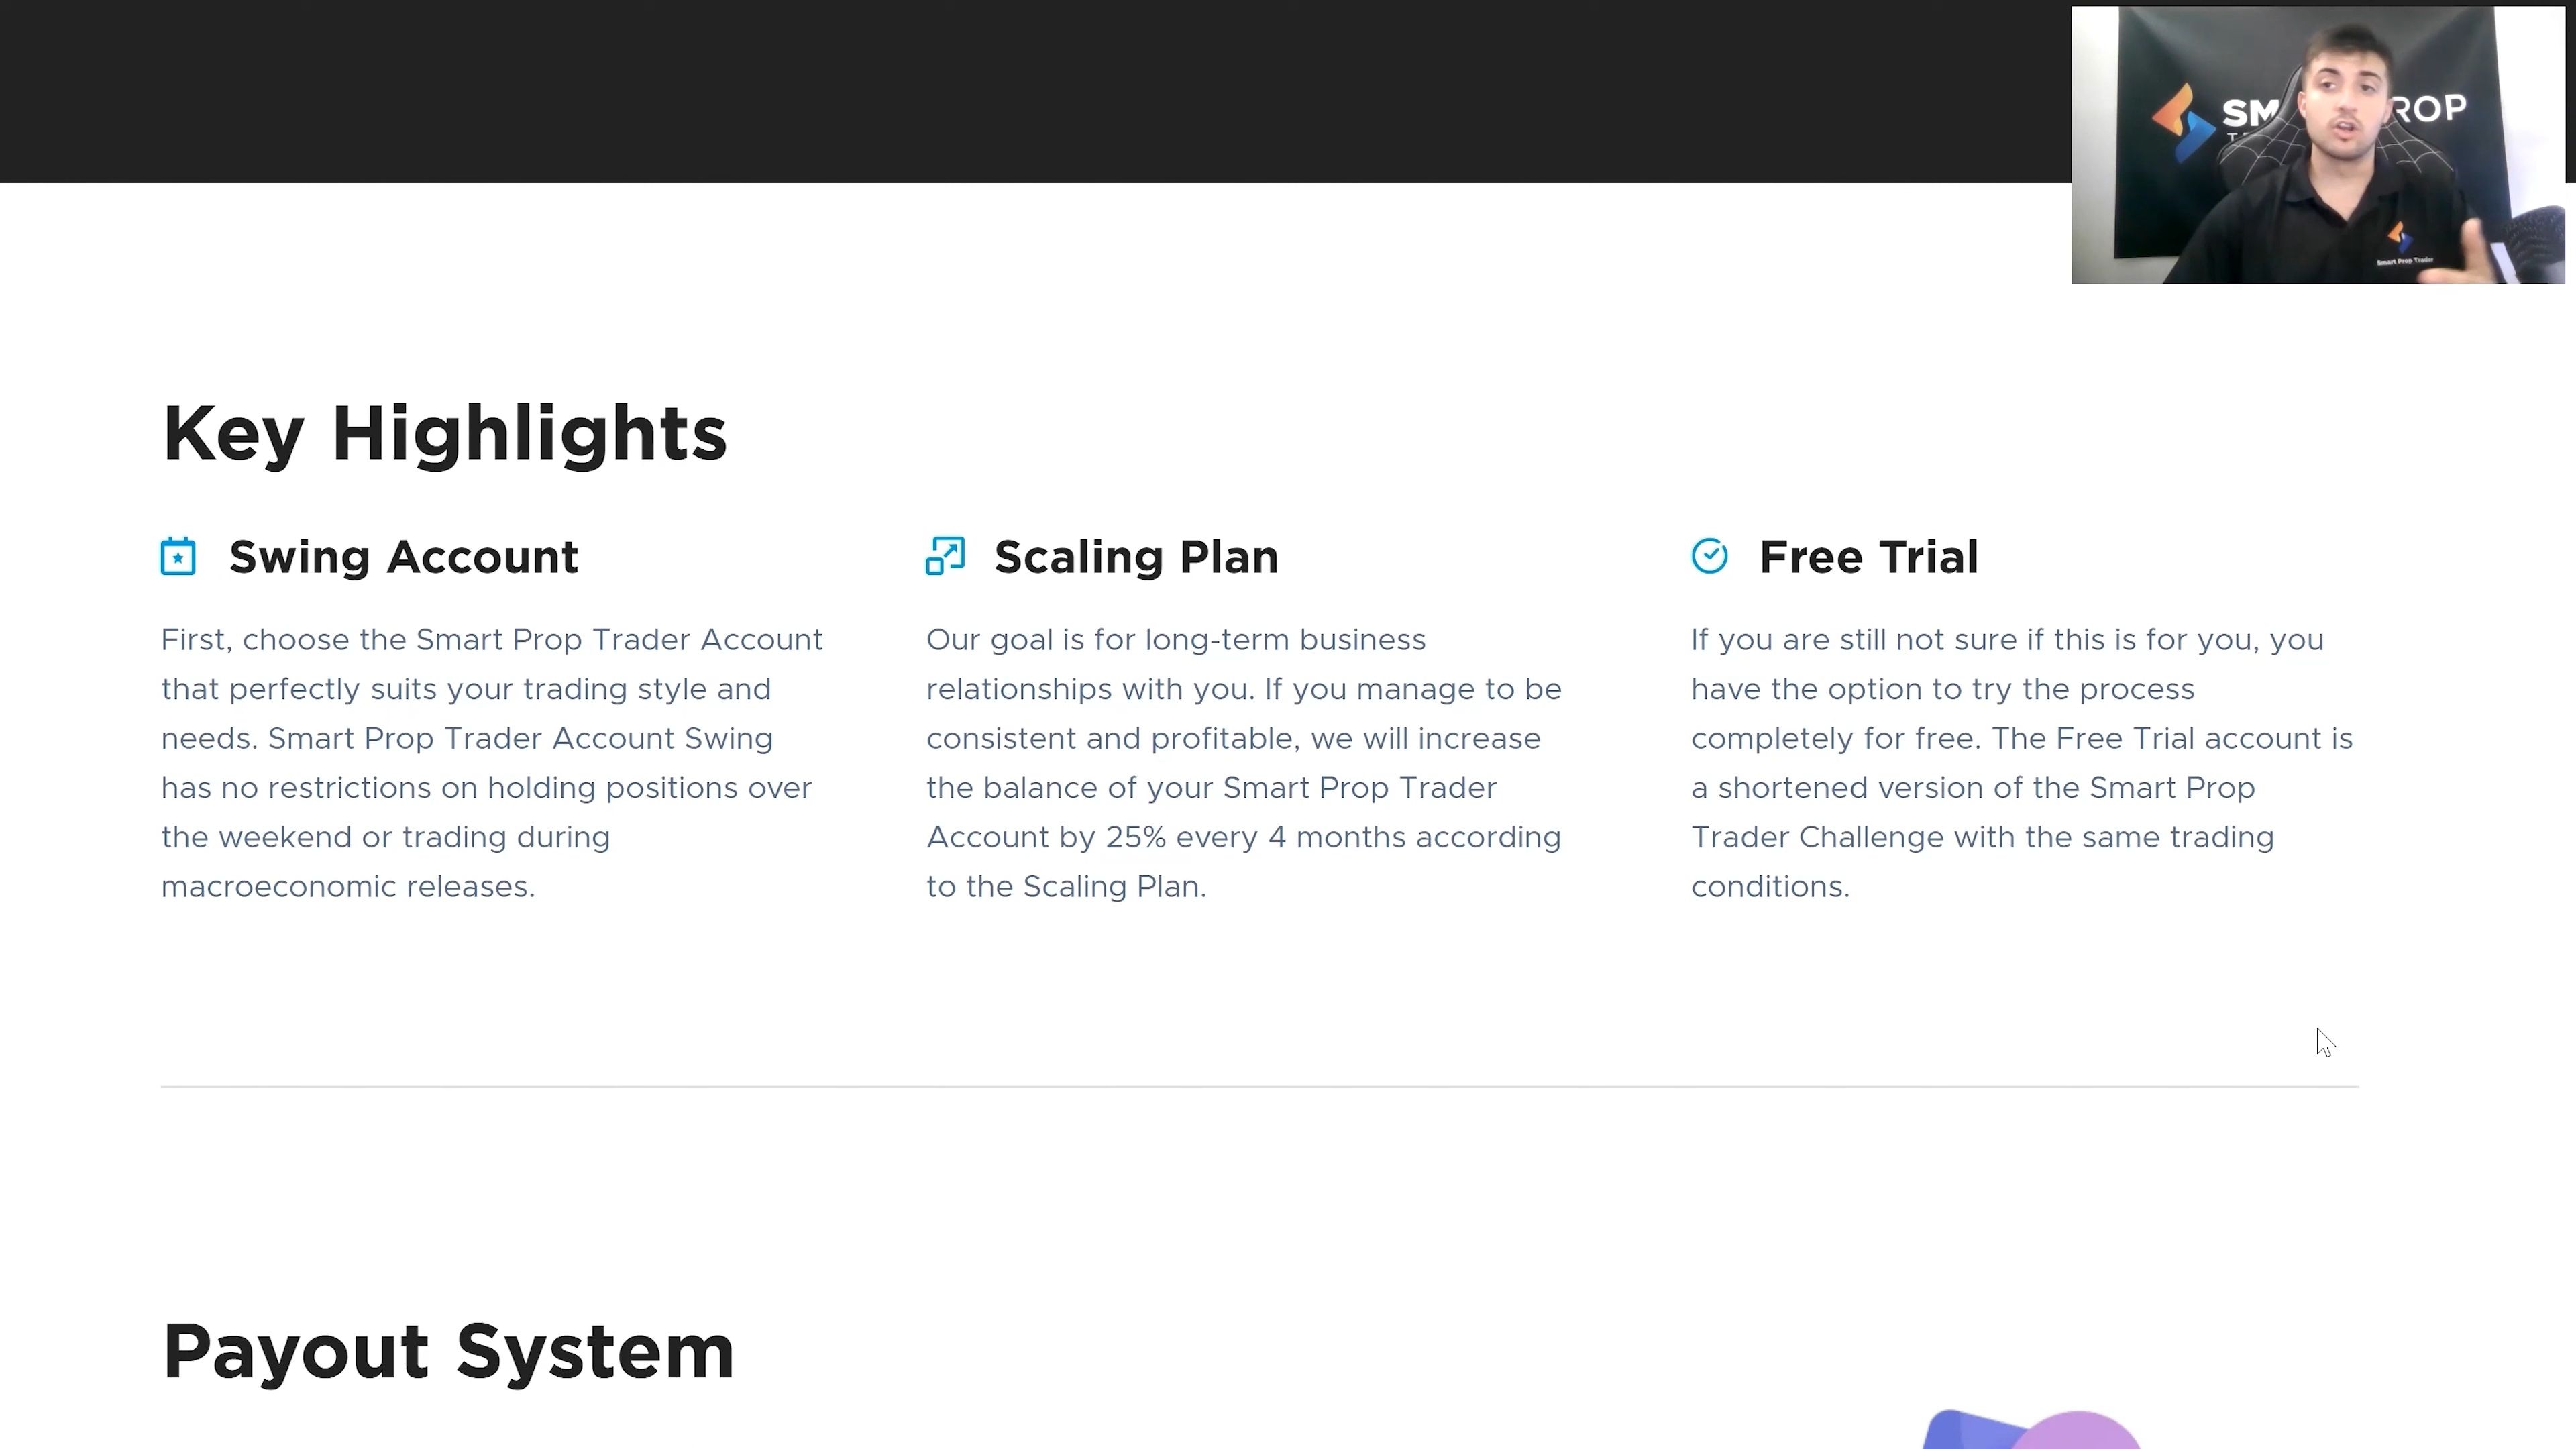 SM ROP
Smart Prop Trader
Key Highlights
Swing Account
First, choose the Smart Prop Trader Account
that perfectly suits your trading style and
needs. Smart Prop Trader Account Swing
has no restrictions on holding positions over
the weekend or trading during
macroeconomic releases.
Scaling Plan
Our goal is for long-term business
relationships with you. If you manage to be
consistent and profitable, we will increase
the balance of your Smart Prop Trader
Account by 25% every 4 months according
to the Scaling Plan.
Free Trial
If you are still not sure if this is for you, you
have the option to try the process
completely for free. The Free Trial account is
a shortened version of the Smart Prop
Trader Challenge with the same trading
conditions.
Payout System